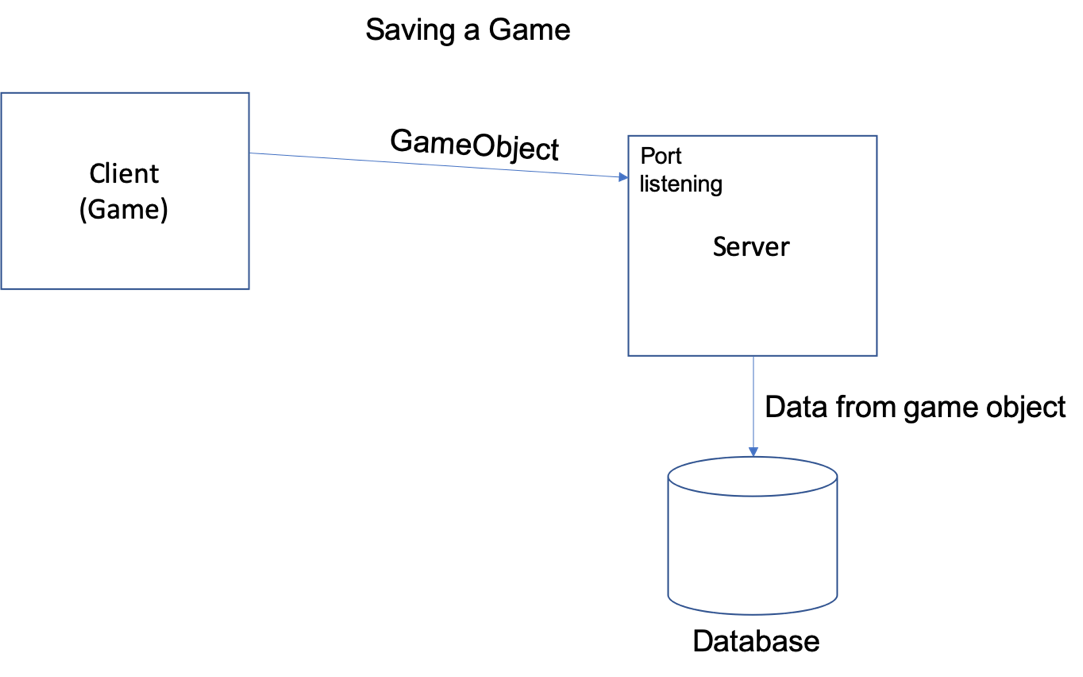 Saving a Game
Client
(Game)
GameObject
Port
listening
Server
Data from game object
Database